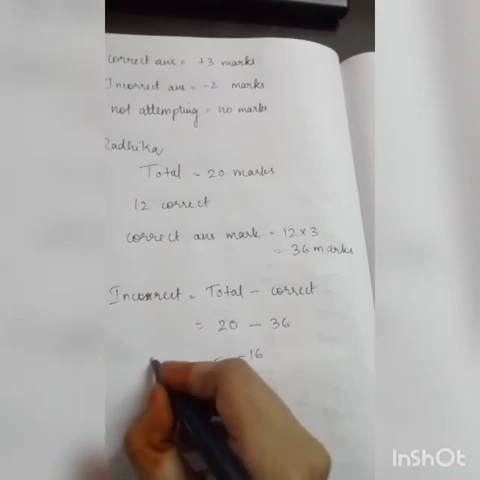 correct ans = +3 marks
Incorrect ans = -2 marks
not attempting = no marks
Radhika
Total = 20 marks
12 correct
correct ans mark = 12 x 3
= 36 marks
Incorrect = Total - correct
= 20 - 36
= -16
InShOt